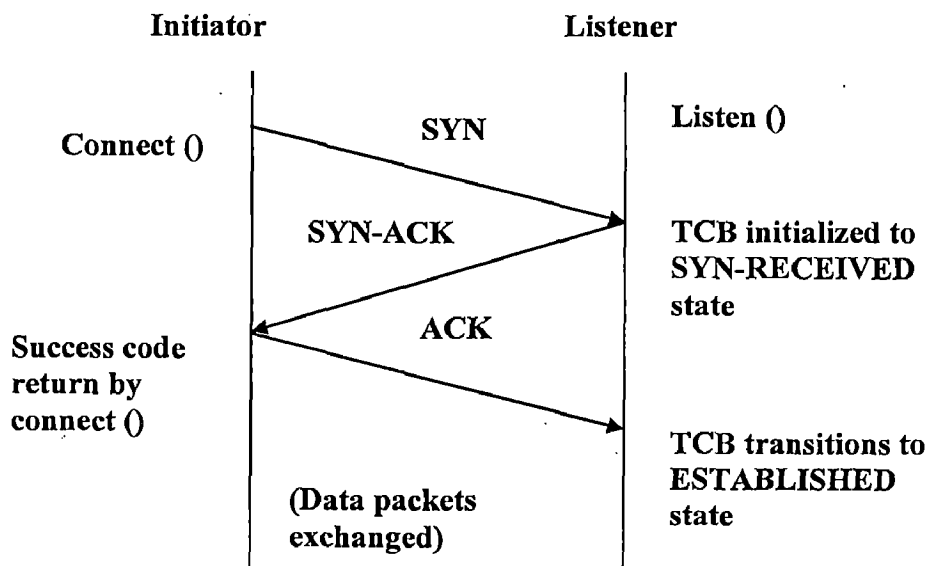 Initiator
Listener
Connect ()
SYN
Listen ()
SYN-ACK
TCB initialized to
SYN-RECEIVED
state
ACK
Success code
return by
connect ()
TCB transitions to
ESTABLISHED
state
(Data packets
exchanged)